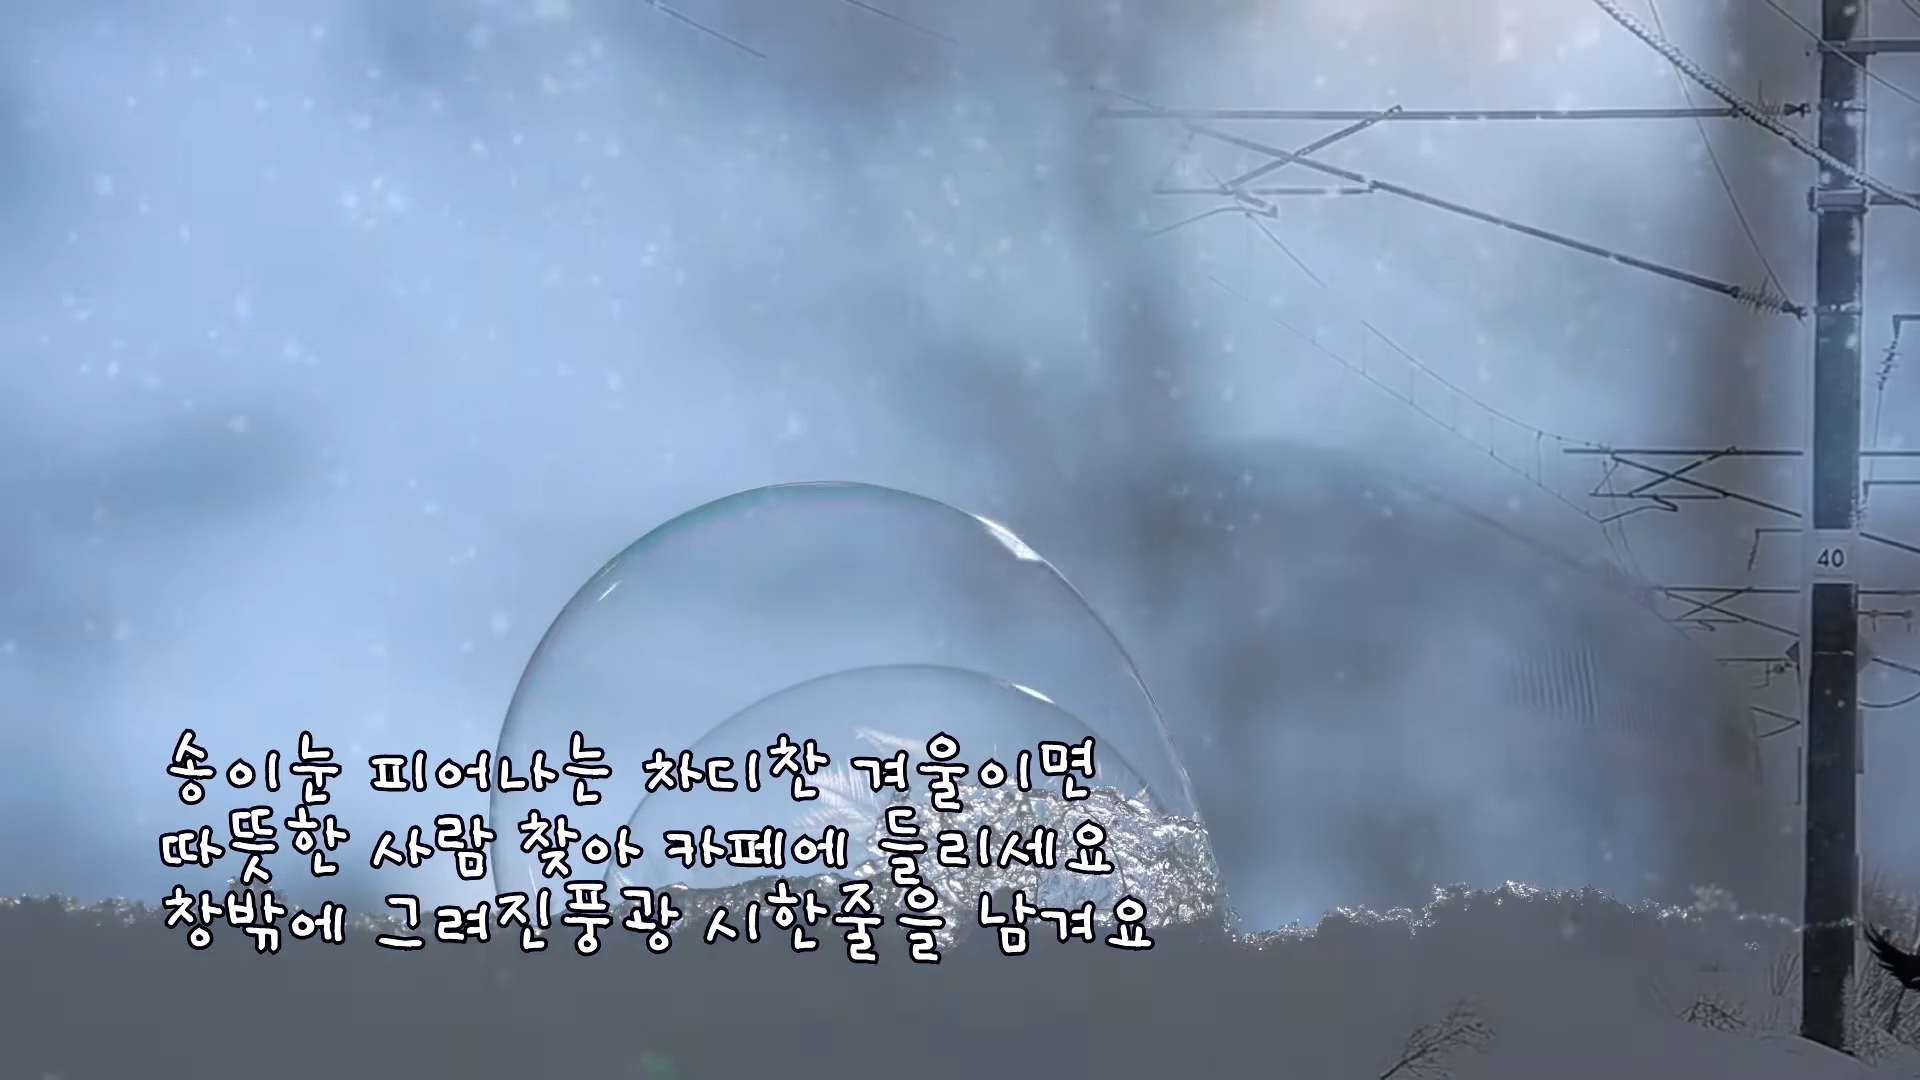 송이눈 피어나는 차디찬 겨울이면
따뜻한 사람 찾아 카페에 들리세요
창밖에 그려진풍광 시한줄을 남겨요
40